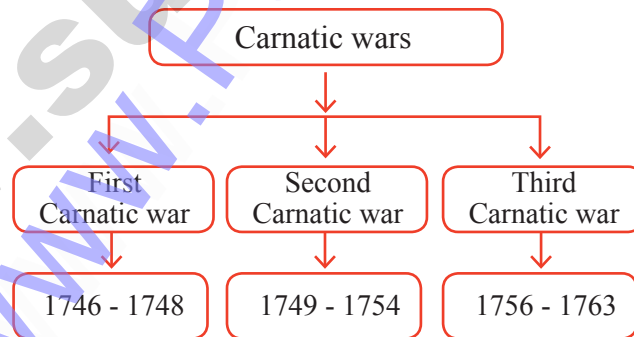 Carnatic wars
First
Carnatic war
Second
Carnatic war
Third
Carnatic war
1746 - 1748
1749 - 1754
1756 - 1763